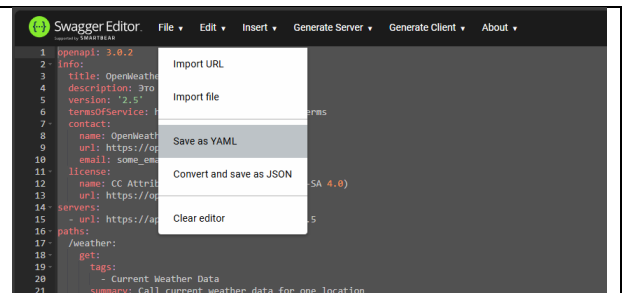 Swagger Editor. File ▾ Edit ▾ Insert ▾ Generate Server ▾ Generate Client ▾ About ▾
Supported by SMARTBEAR
1 openapi: 3.0.2
2 info:
3 title: OpenWeathe
4 description: Это
5 version: '2.5'
6 termsOfService: h erms
7 contact:
8 name: OpenWeath
9 url: https://op
10 email: some_ema
11 license:
12 name: CC Attrib -SA 4.0)
13 url: https://op
14 servers:
15 - url: https://ap .5
16 paths:
17 /weather:
18 get:
19 tags:
20 - Current Weather Data
21 summary: Call current weather data for one location
Import URL
Import file
Save as YAML
Convert and save as JSON
Clear editor